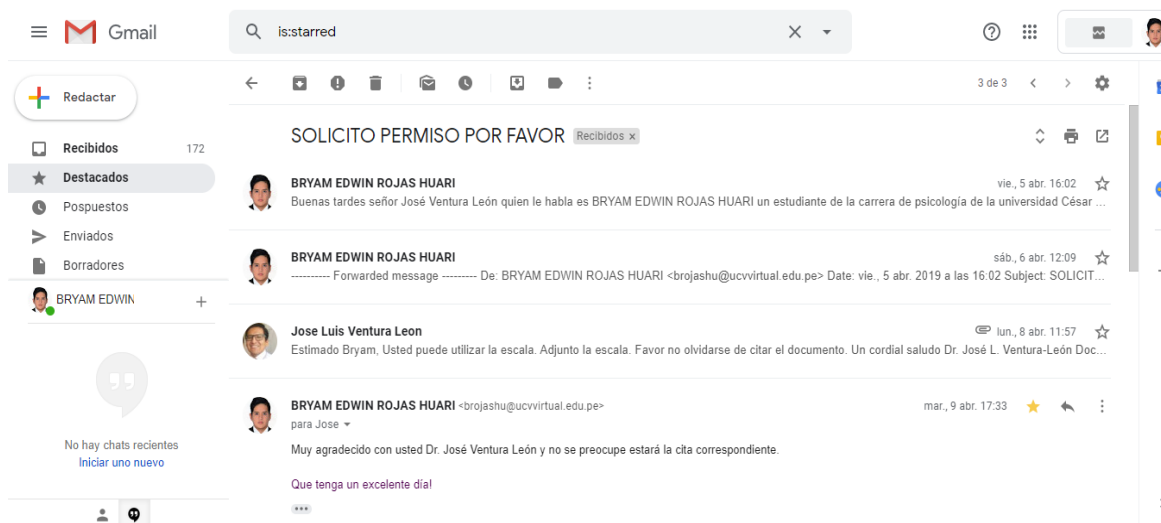 Gmail
is:starred
Redactar
3 de 3
Recibidos 172
Destacados
Pospuestos
Enviados
Borradores
BRYAM EDWIN
No hay chats recientes
Iniciar uno nuevo
SOLICITO PERMISO POR FAVOR Recibidos x
BRYAM EDWIN ROJAS HUARI vie., 5 abr. 16:02
Buenas tardes señor José Ventura León quien le habla es BRYAM EDWIN ROJAS HUARI un estudiante de la carrera de psicología de la universidad César ...
BRYAM EDWIN ROJAS HUARI sáb., 6 abr. 12:09
---------- Forwarded message --------- De: BRYAM EDWIN ROJAS HUARI <brojashu@ucvvirtual.edu.pe> Date: vie., 5 abr. 2019 a las 16:02 Subject: SOLICIT...
Jose Luis Ventura Leon lun., 8 abr. 11:57
Estimado Bryam, Usted puede utilizar la escala. Adjunto la escala. Favor no olvidarse de citar el documento. Un cordial saludo Dr. José L. Ventura-León Doc...
BRYAM EDWIN ROJAS HUARI <brojashu@ucvvirtual.edu.pe> mar., 9 abr. 17:33
para Jose
Muy agradecido con usted Dr. José Ventura León y no se preocupe estará la cita correspondiente.
Que tenga un excelente día!